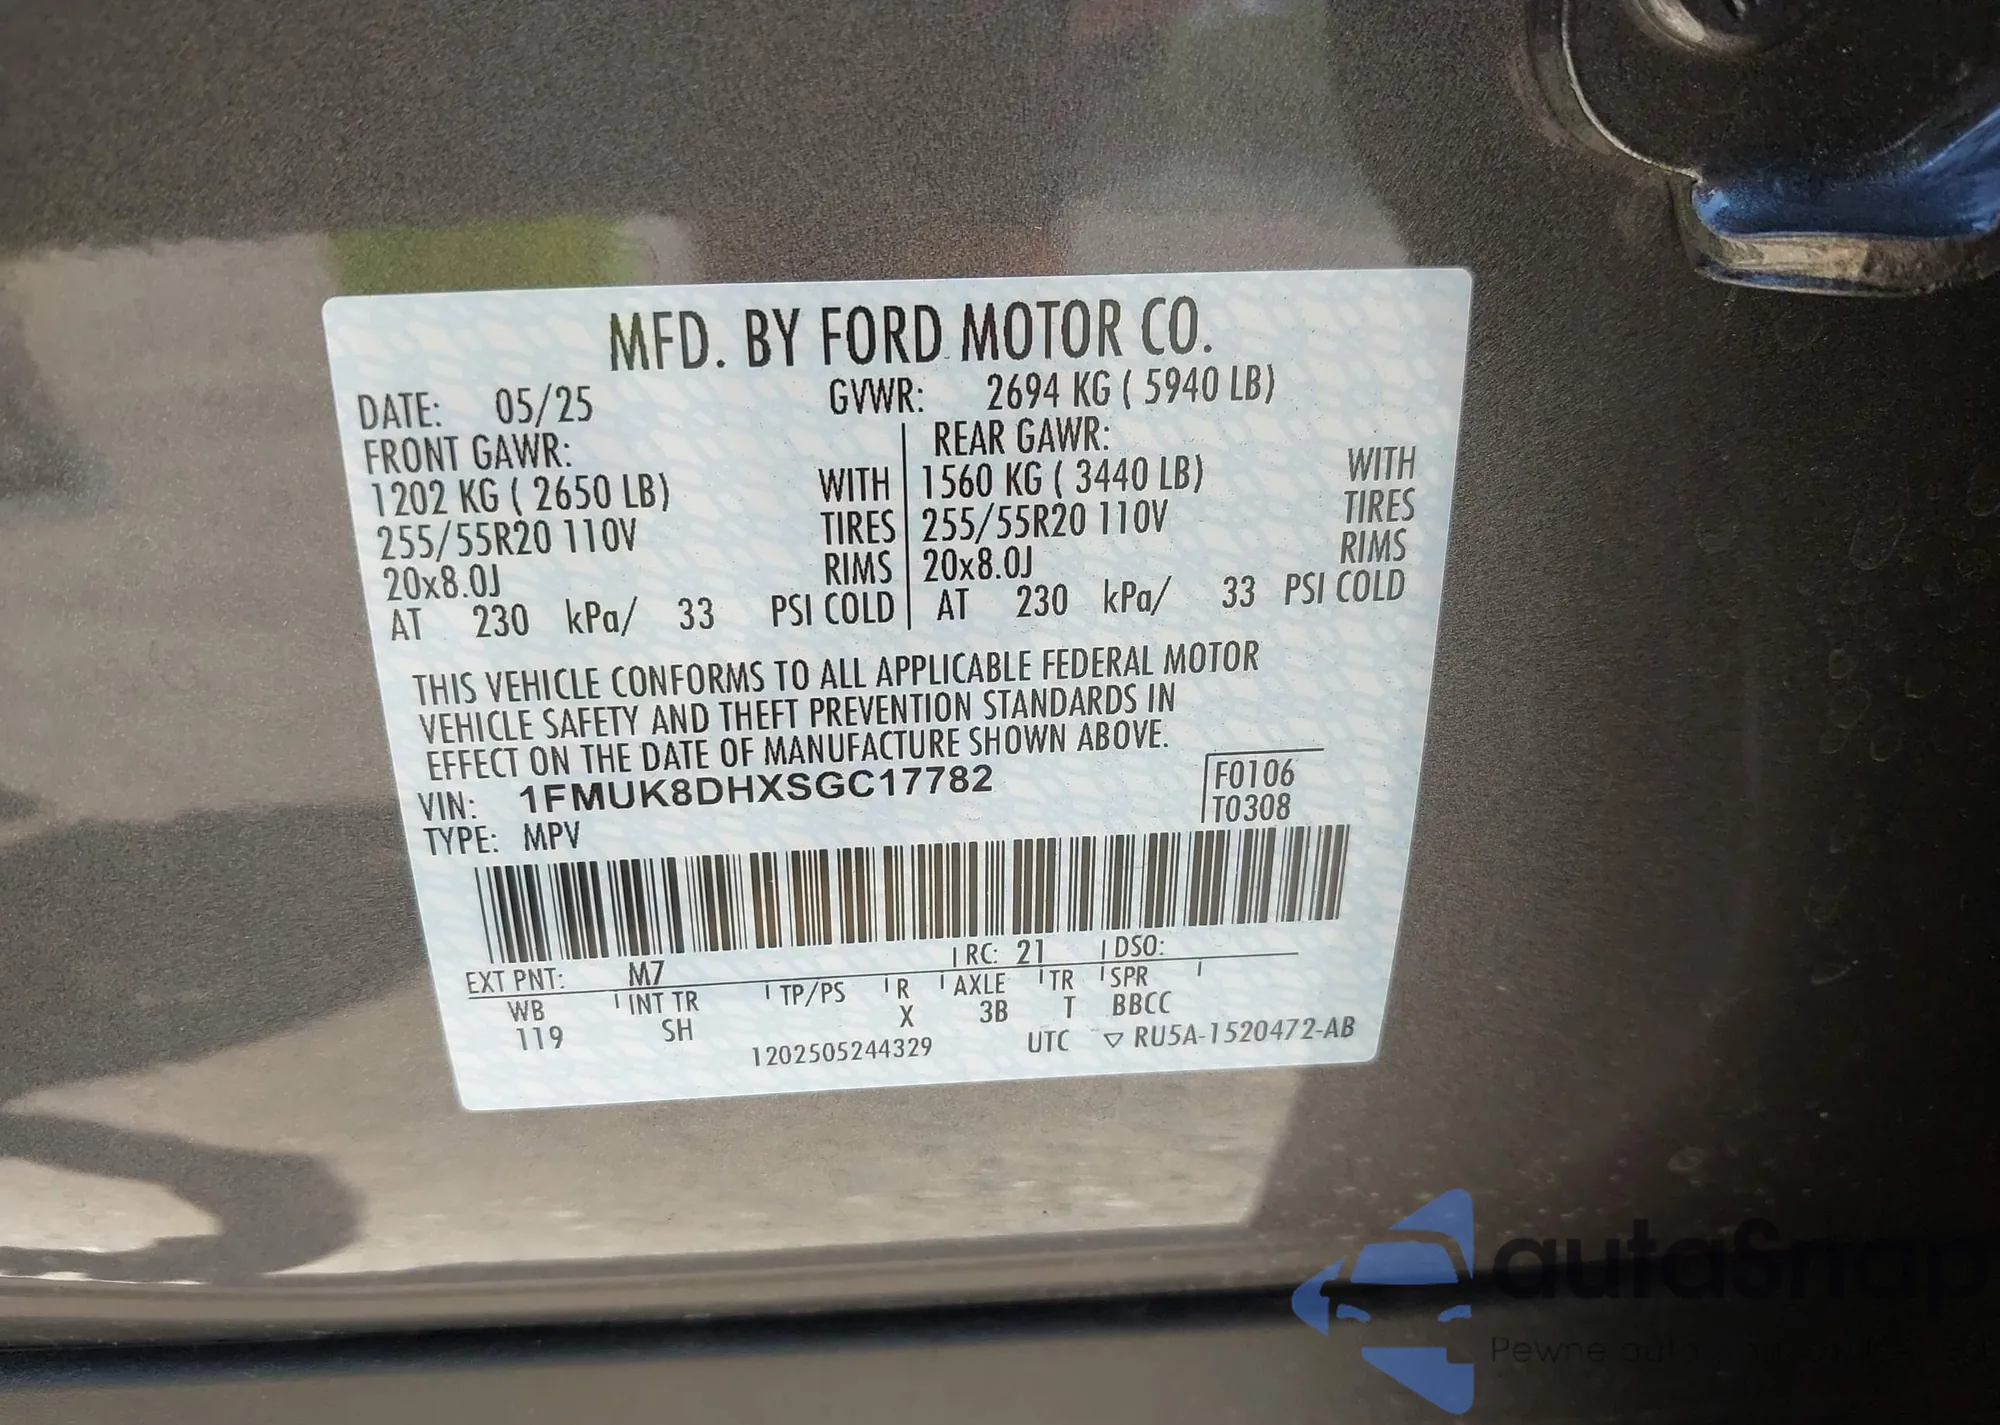 MFD. BY FORD MOTOR CO.
DATE: 05/25 GVWR: 2694 KG ( 5940 LB)
FRONT GAWR: REAR GAWR:
1202 KG ( 2650 LB) WITH 1560 KG ( 3440 LB) WITH
255/55R20 110V TIRES 255/55R20 110V TIRES
20x8.0J RIMS 20x8.0J RIMS
AT 230 kPa/ 33 PSI COLD AT 230 kPa/ 33 PSI COLD
THIS VEHICLE CONFORMS TO ALL APPLICABLE FEDERAL MOTOR
VEHICLE SAFETY AND THEFT PREVENTION STANDARDS IN
EFFECT ON THE DATE OF MANUFACTURE SHOWN ABOVE.
VIN: 1FMUK8DHXSGC17782 F0106
TYPE: MPV T0308
EXT PNT: M7 RC: 21 DSO:
WB INT TR TP/PS R AXLE TR SPR
119 SH X 3B T BBCC
1202505244329 UTC ▽ RU5A-1520472-AB
autaSnap
Pewne